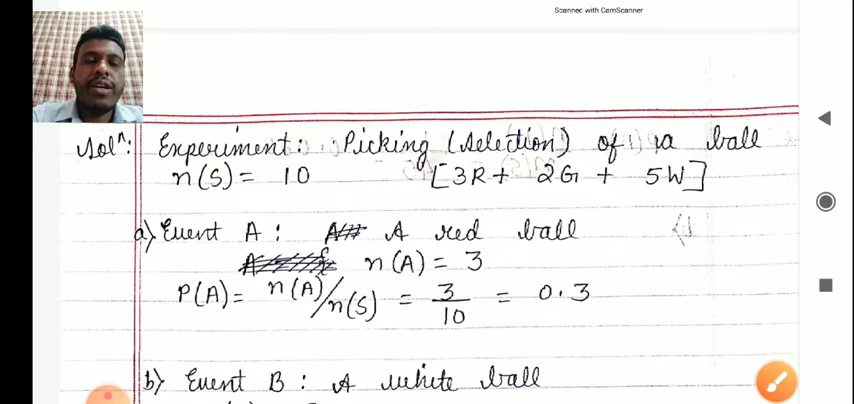 Scanned with CamScanner
Solⁿ: Experiment: Picking (Selection) of a ball
n(S) = 10 [3R + 2G + 5W]
a) Event A: A red ball
n(A) = 3
P(A) = n(A)/n(S) = 3/10 = 0.3
b) Event B: A white ball